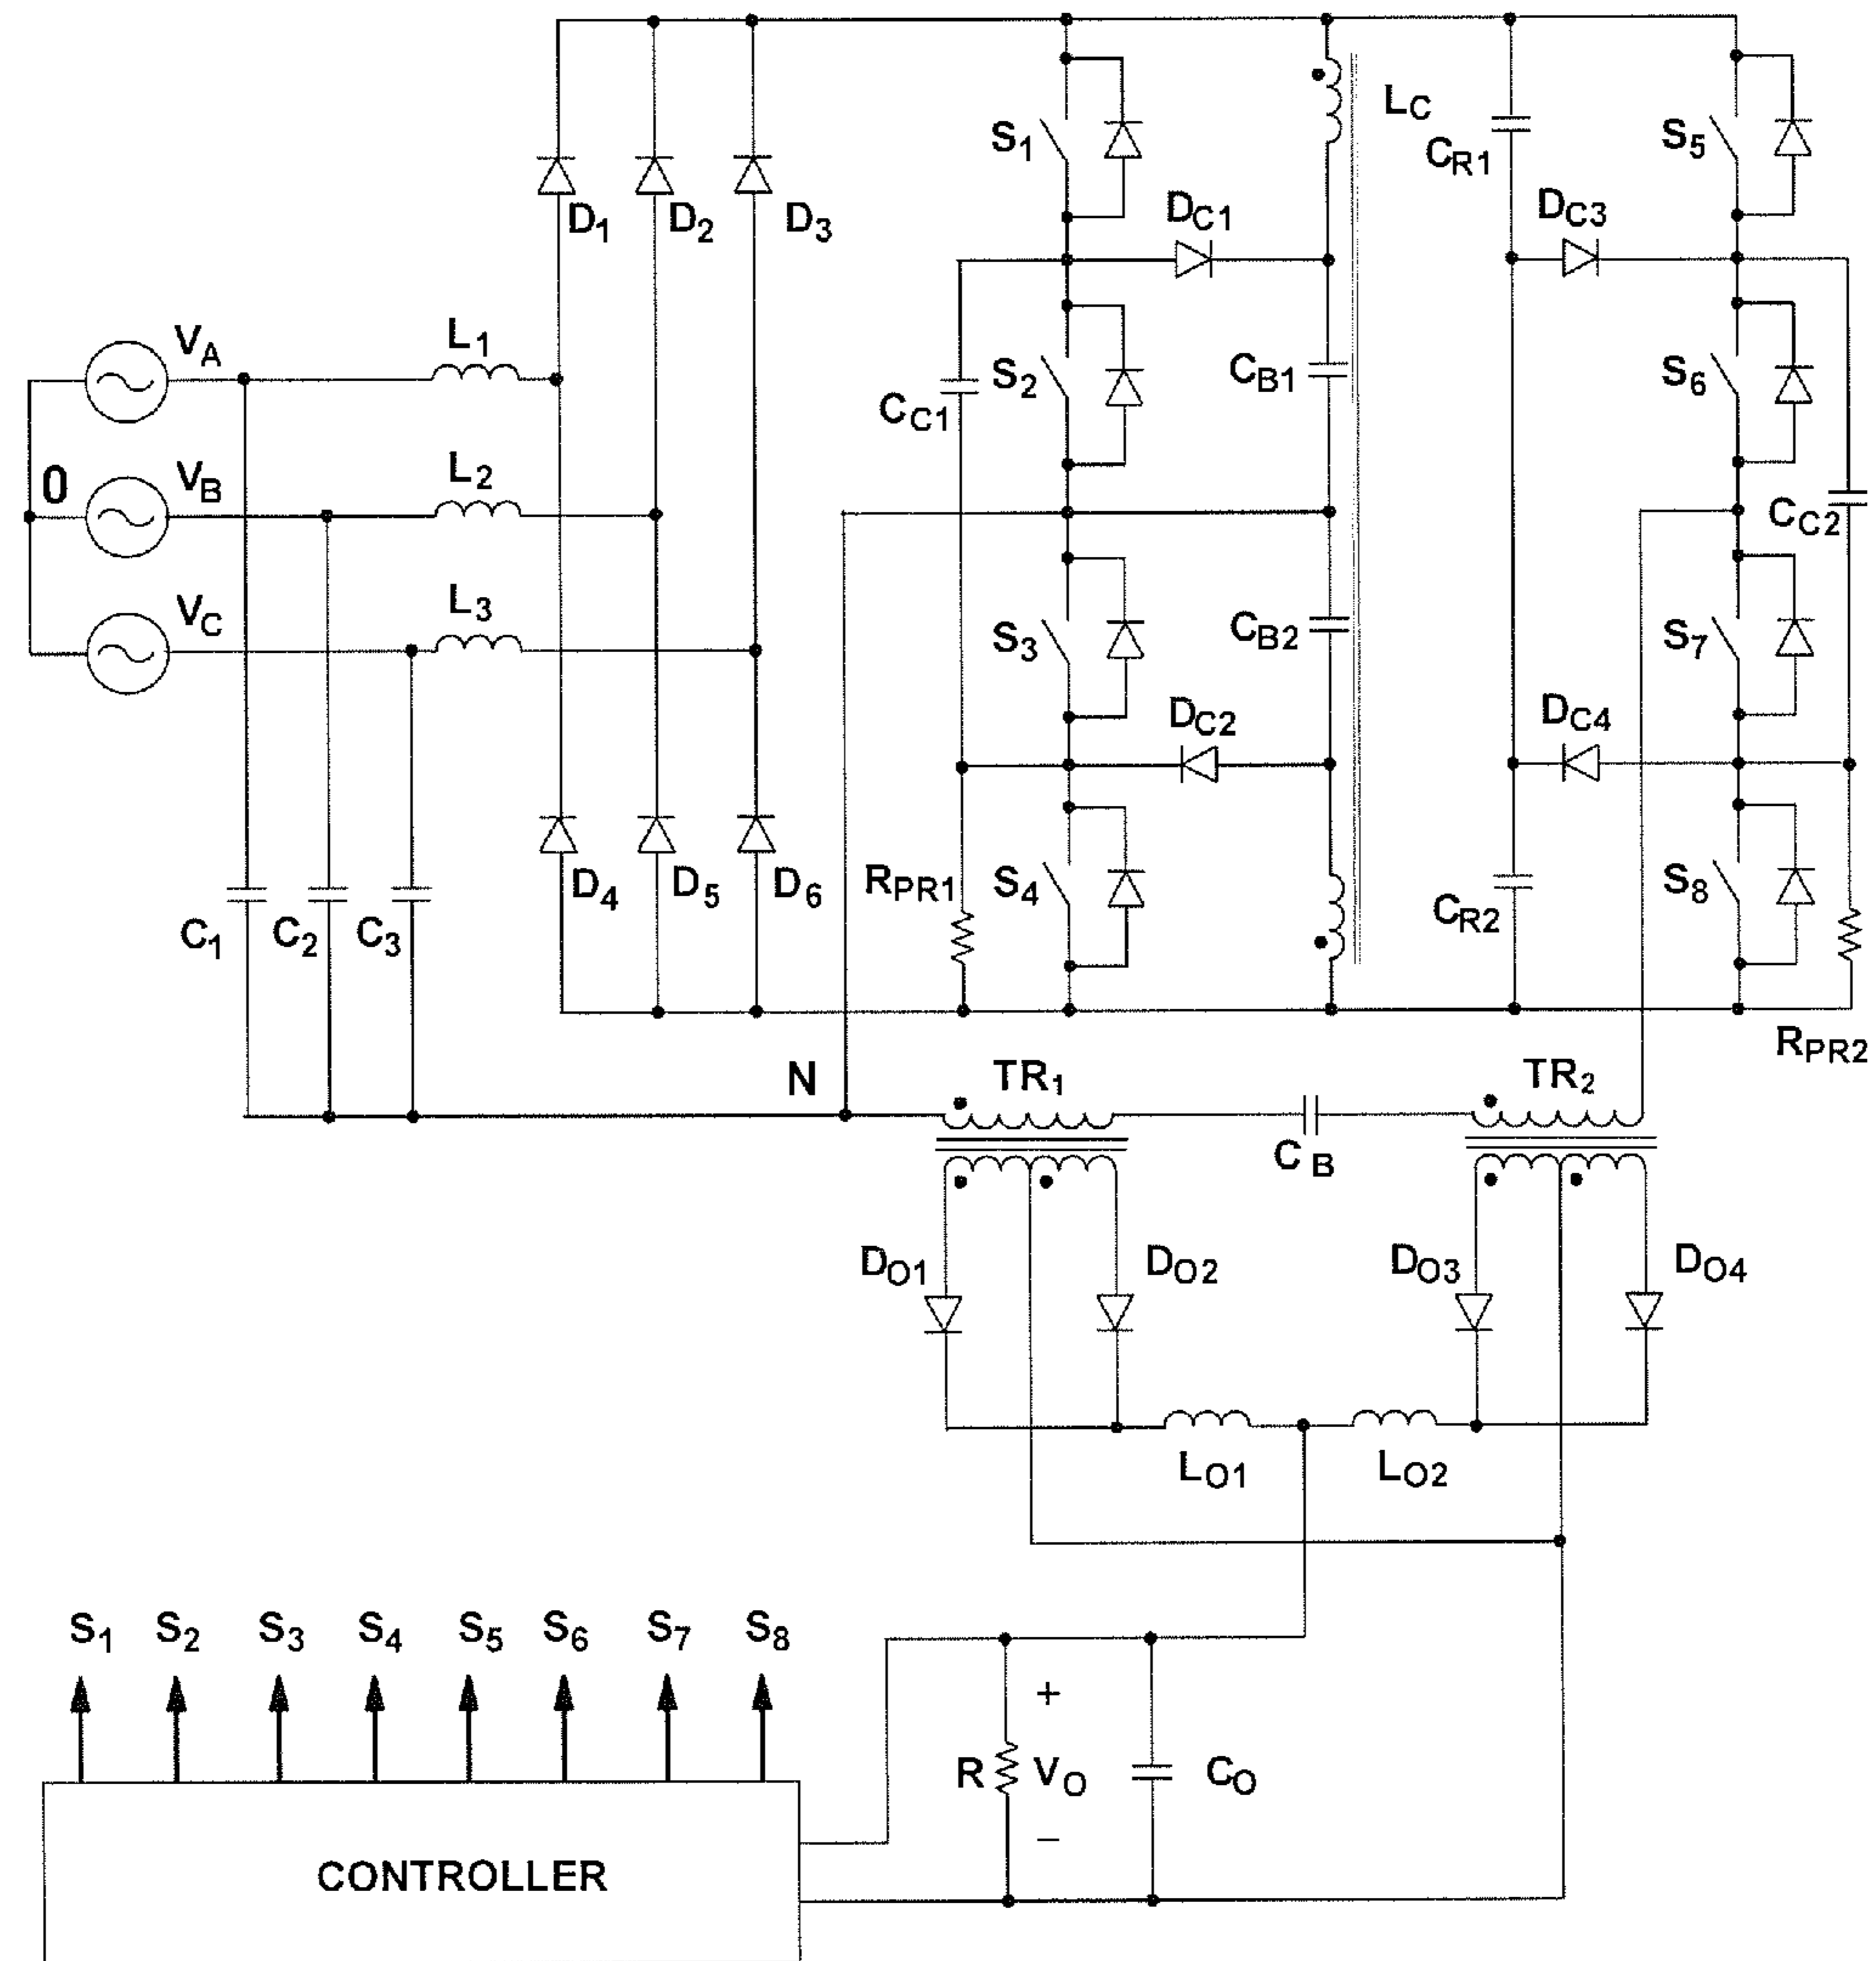 S1
LC
CR1
S5
D1
D2
D3
DC1
DC3
VA
L1
S2
CB1
S6
CC1
0
VB
L2
CC2
VC
L3
S3
CB2
S7
DC2
DC4
C1
C2
C3
D4
D5
D6
RPR1
S4
CR2
S8
RPR2
N
TR1
TR2
CB
DO1
DO2
DO3
DO4
LO1
LO2
S1 S2 S3 S4 S5 S6 S7 S8
+
R
VO
CO
−
CONTROLLER